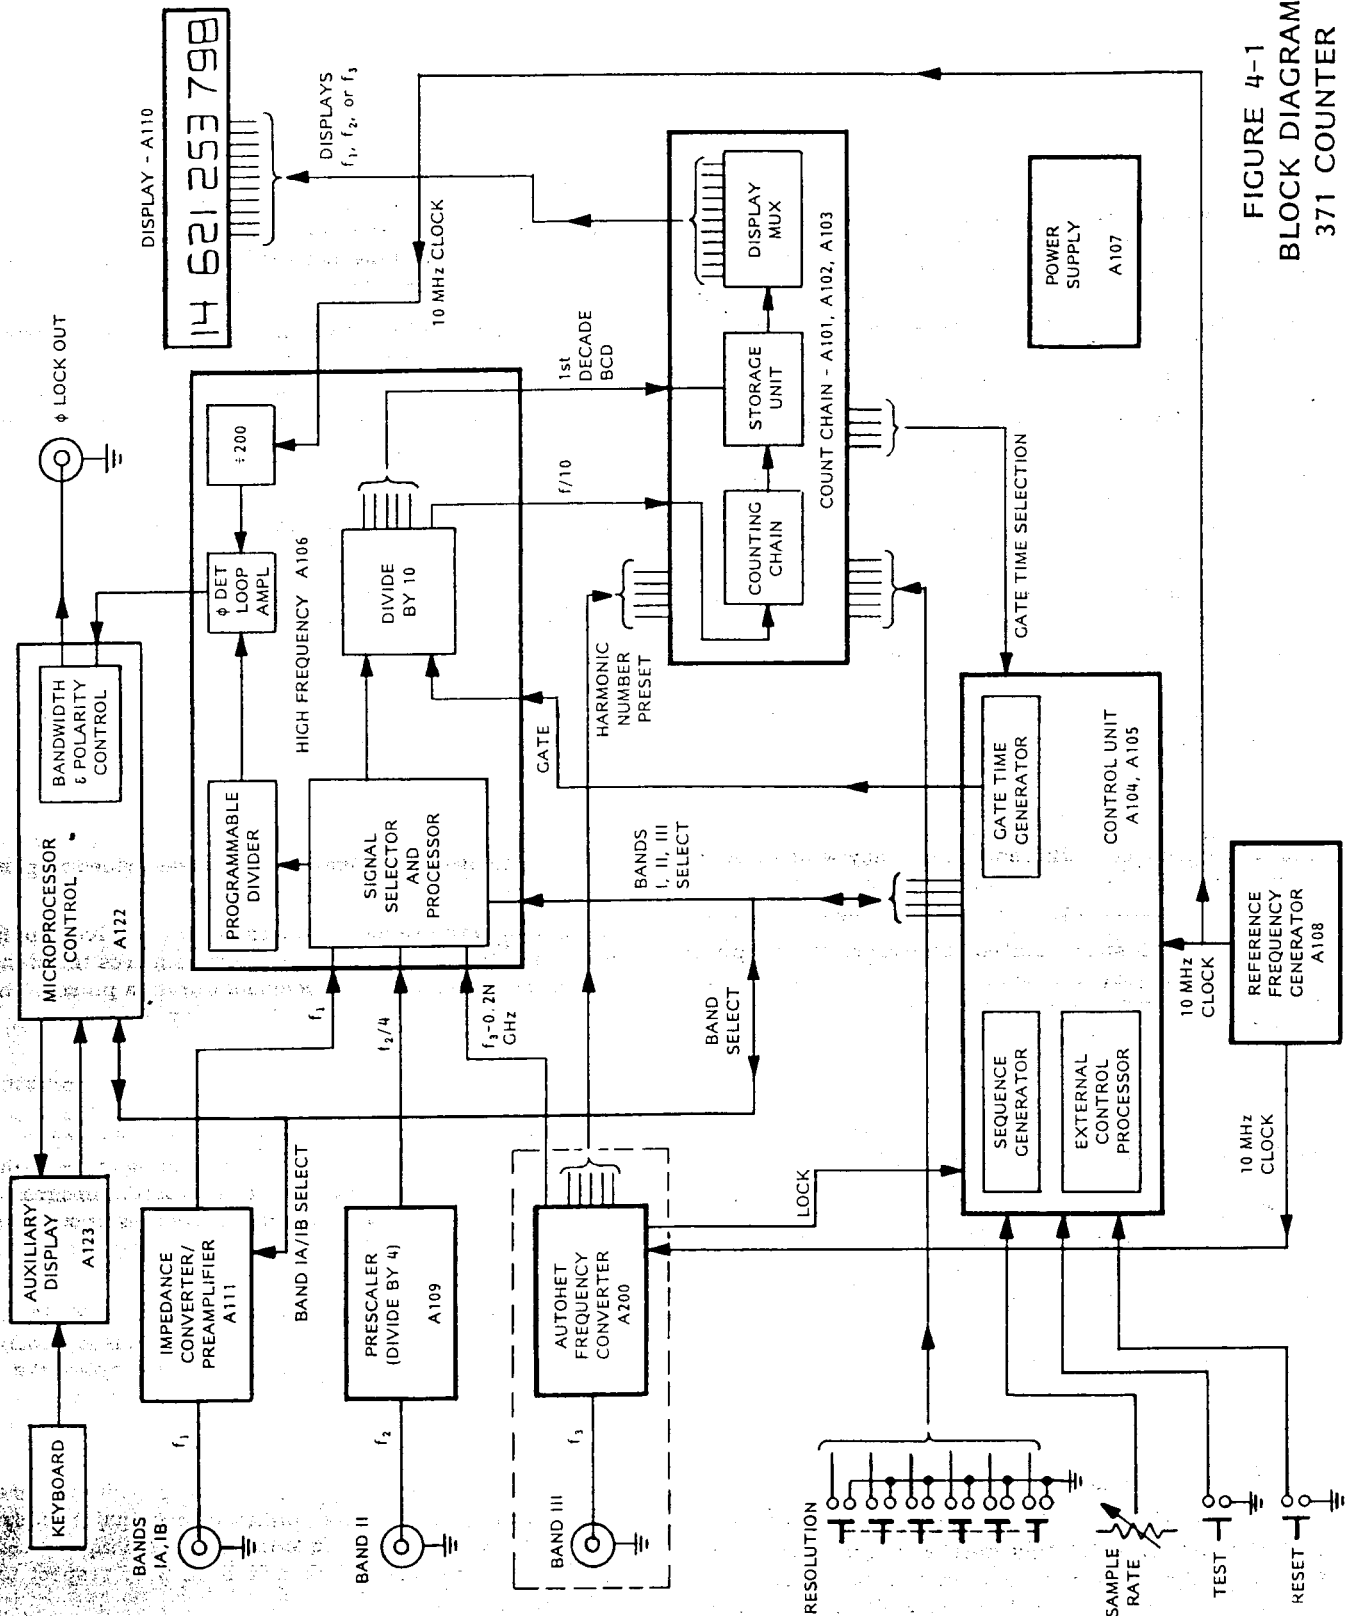 FIGURE 4-1
BLOCK DIAGRAM
371 COUNTER
KEYBOARD
AUXILIARY
DISPLAY
A123
MICROPROCESSOR
CONTROL
A122
BANDWIDTH
& POLARITY
CONTROL
ϕ LOCK OUT
DISPLAY - A110
14 621 253 798
DISPLAYS
f₁, f₂, or f₃
BANDS
IA, IB
f₁
IMPEDANCE
CONVERTER/
PREAMPLIFIER
A111
BAND IA/IB SELECT
f₁
BAND II
f₂
PRESCALER
(DIVIDE BY 4)
A109
f₂/4
BAND III
f₃
AUTOHET
FREQUENCY
CONVERTER
A200
f₃-0.2N
GHz
LOCK
PROGRAMMABLE
DIVIDER
ϕ DET
LOOP
AMPL
÷200
HIGH FREQUENCY A106
SIGNAL
SELECTOR
AND
PROCESSOR
DIVIDE
BY 10
10 MHz CLOCK
1st
DECADE
BCD
f/10
GATE
HARMONIC
NUMBER
PRESET
BANDS
I, II, III
SELECT
BAND
SELECT
COUNTING
CHAIN
STORAGE
UNIT
DISPLAY
MUX
COUNT CHAIN - A101, A102, A103
GATE TIME SELECTION
RESOLUTION
SAMPLE
RATE
TEST
RESET
SEQUENCE
GENERATOR
EXTERNAL
CONTROL
PROCESSOR
GATE TIME
GENERATOR
CONTROL UNIT
A104, A105
10 MHz
CLOCK
10 MHz
CLOCK
REFERENCE
FREQUENCY
GENERATOR
A108
POWER
SUPPLY
A107